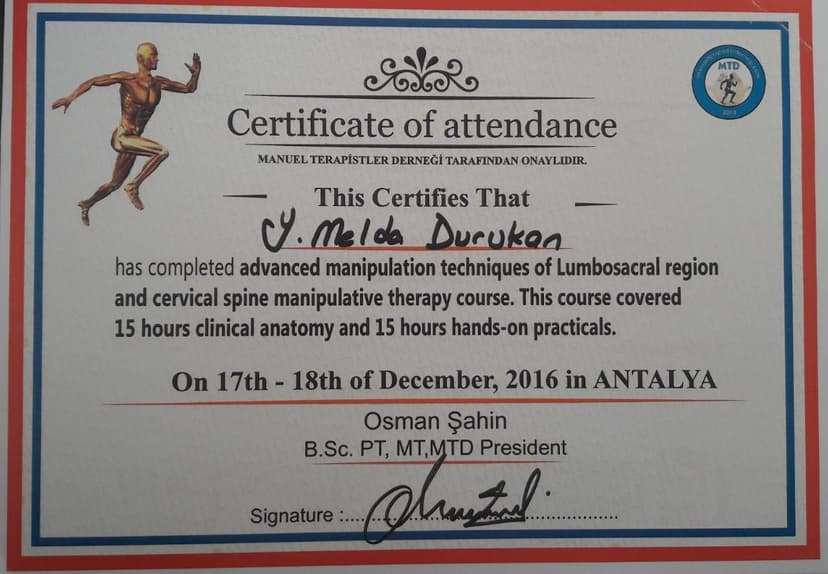 MTD
2015
Certificate of attendance
MANUEL TERAPİSTLER DERNEĞİ TARAFINDAN ONAYLIDIR.
This Certifies That
Y. Melda Durukan
has completed advanced manipulation techniques of Lumbosacral region
and cervical spine manipulative therapy course. This course covered
15 hours clinical anatomy and 15 hours hands-on practicals.
On 17th - 18th of December, 2016 in ANTALYA
Osman Şahin
B.Sc. PT, MT,MTD President
Signature :